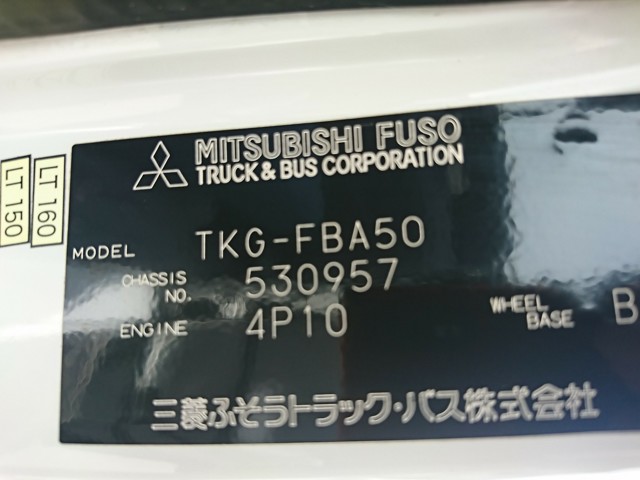 MITSUBISHI FUSO
TRUCK & BUS CORPORATION
LT 150
LT 160
MODEL TKG-FBA50
CHASSIS NO. 530957
ENGINE 4P10
WHEEL BASE B
三菱ふそうトラック・バス株式会社